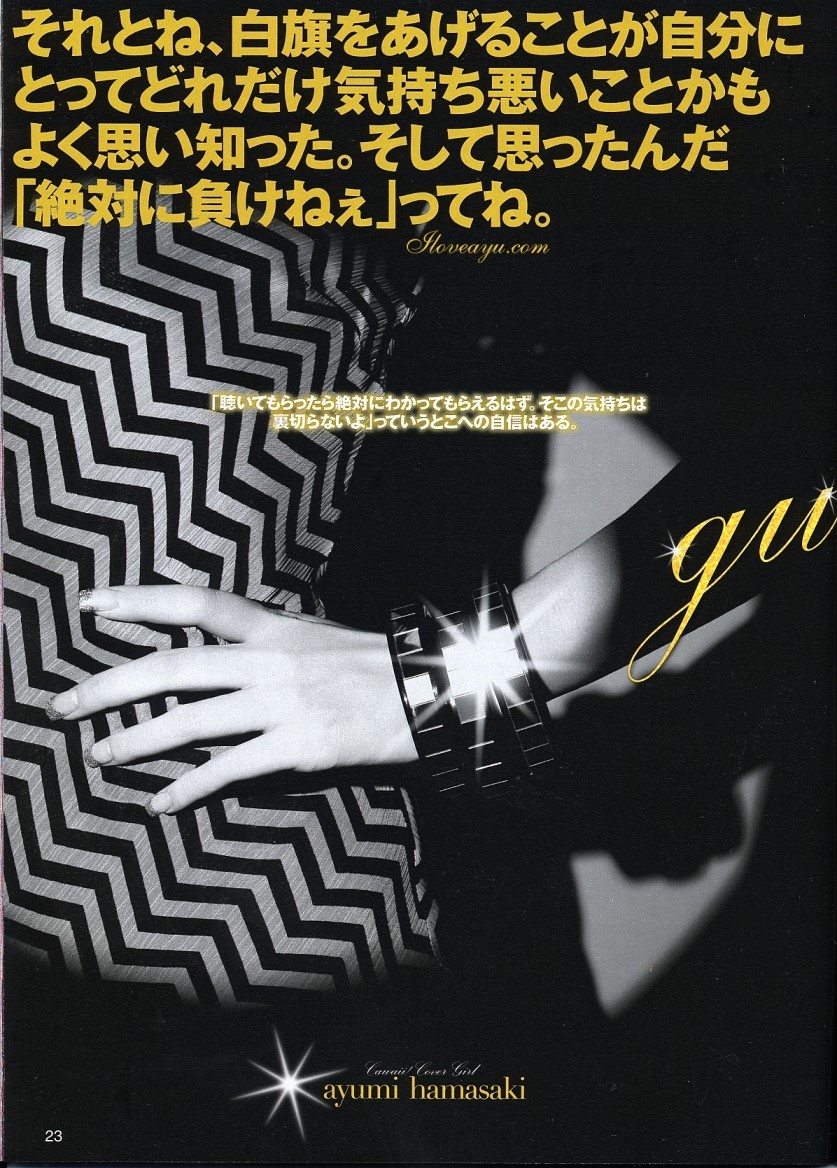 それとね、白旗をあげることが自分に
とってどれだけ気持ち悪いことかも
よく思い知った。そして思ったんだ
「絶対に負けねぇ」ってね。
Iloveayu.com
「聴いてもらったら絶対にわかってもらえるはず。そこの気持ちは
裏切らないよ」っていうとこへの自信はある。
gu
Cawaii! Cover Girl
ayumi hamasaki
23